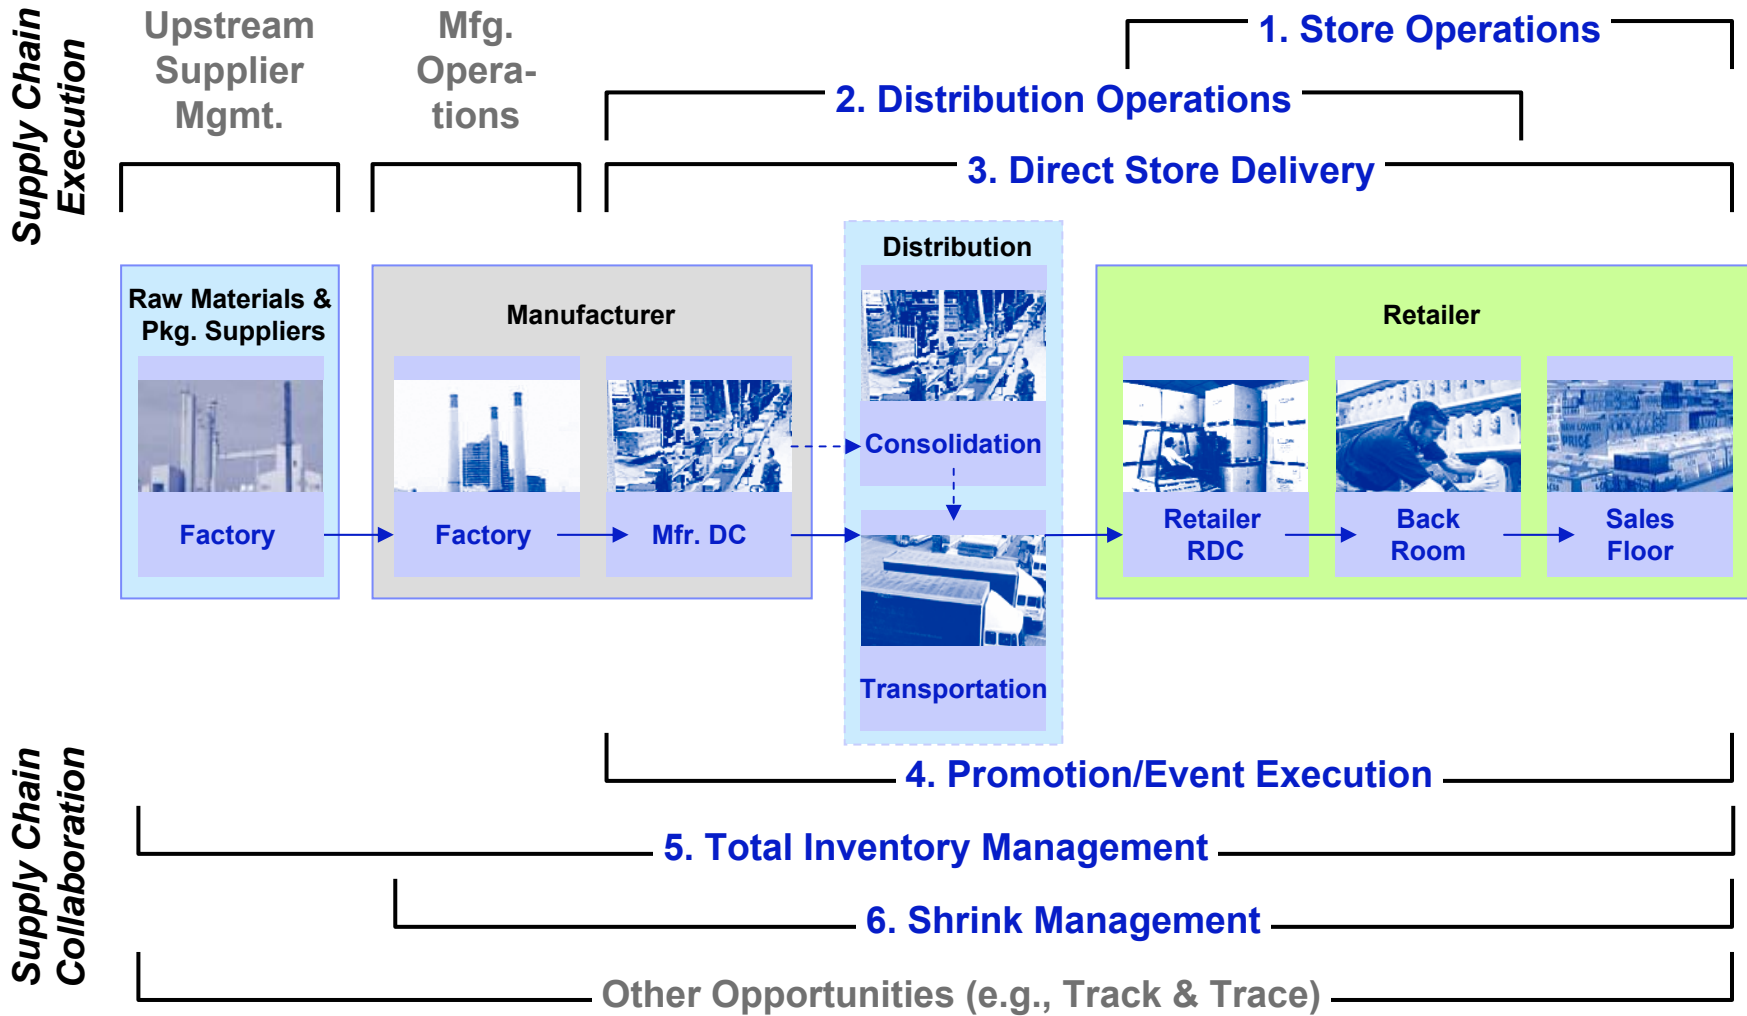 Supply Chain
Execution
Upstream
Supplier
Mgmt.
Mfg.
Opera-
tions
1. Store Operations
2. Distribution Operations
3. Direct Store Delivery
Raw Materials &
Pkg. Suppliers
Factory
Manufacturer
Factory
Mfr. DC
Distribution
Consolidation
Transportation
Retailer
Retailer
RDC
Back
Room
Sales
Floor
PRICE
Supply Chain
Collaboration
4. Promotion/Event Execution
5. Total Inventory Management
6. Shrink Management
Other Opportunities (e.g., Track & Trace)